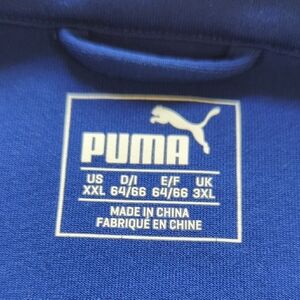 PUMA
US D/I E/F UK
XXL 64/66 64/66 3XL
MADE IN CHINA
FABRIQUÉ EN CHINE